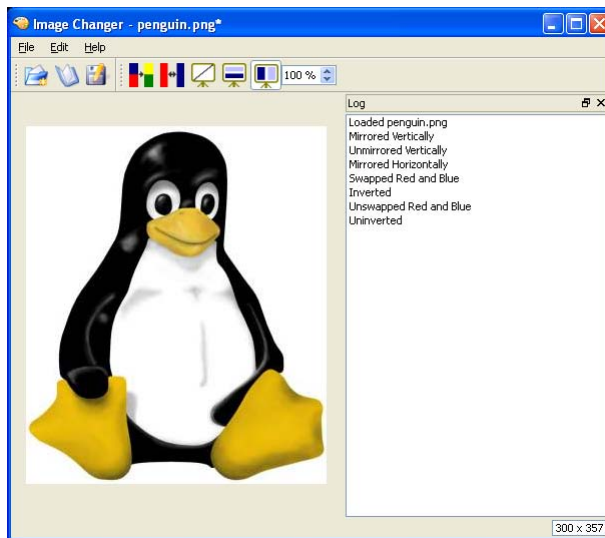 Image Changer - penguin.png*
File Edit Help
100 %
Log
Loaded penguin.png
Mirrored Vertically
Unmirrored Vertically
Mirrored Horizontally
Swapped Red and Blue
Inverted
Unswapped Red and Blue
Uninverted
300 x 357